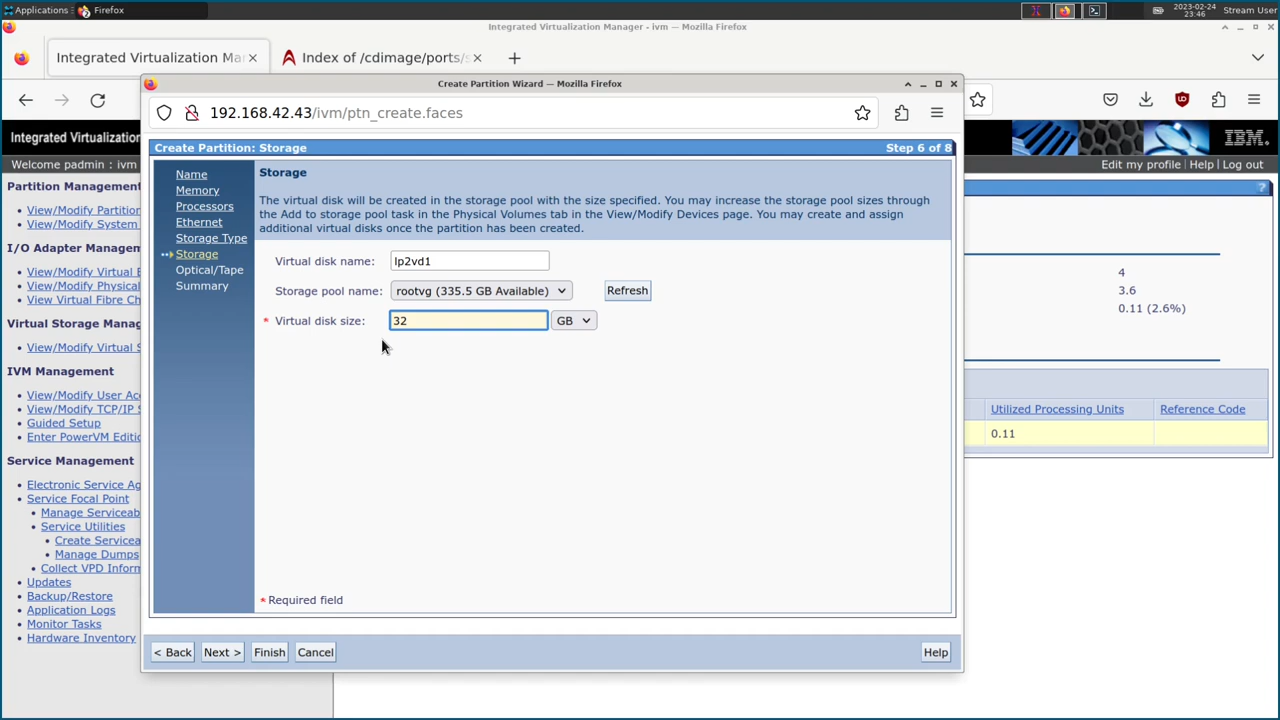 Applications
Firefox
2023-02-24
23:46
Stream User
Integrated Virtualization Manager - ivm — Mozilla Firefox
Integrated Virtualization Ma
Index of /cdimage/ports/s
Create Partition Wizard — Mozilla Firefox
192.168.42.43/ivm/ptn_create.faces
Integrated Virtualization
IBM
Welcome padmin : ivm
Edit my profile | Help | Log out
Create Partition: Storage
Step 6 of 8
Partition Management
View/Modify Partition
View/Modify System
I/O Adapter Managem
View/Modify Virtual E
View/Modify Physical
View Virtual Fibre Ch
Virtual Storage Manag
View/Modify Virtual S
IVM Management
View/Modify User Acc
View/Modify TCP/IP S
Guided Setup
Enter PowerVM Editio
Service Management
Electronic Service Ag
Service Focal Point
Manage Serviceab
Service Utilities
Create Servicea
Manage Dumps
Collect VPD Inform
Updates
Backup/Restore
Application Logs
Monitor Tasks
Hardware Inventory
Name
Memory
Processors
Ethernet
Storage Type
Storage
Optical/Tape
Summary
Storage
The virtual disk will be created in the storage pool with the size specified. You may increase the storage pool sizes through
the Add to storage pool task in the Physical Volumes tab in the View/Modify Devices page. You may create and assign
additional virtual disks once the partition has been created.
Virtual disk name: lp2vd1
Storage pool name: rootvg (335.5 GB Available) Refresh
* Virtual disk size: 32 GB
* Required field
< Back Next > Finish Cancel Help
?
4
3.6
0.11 (2.6%)
Utilized Processing Units Reference Code
0.11